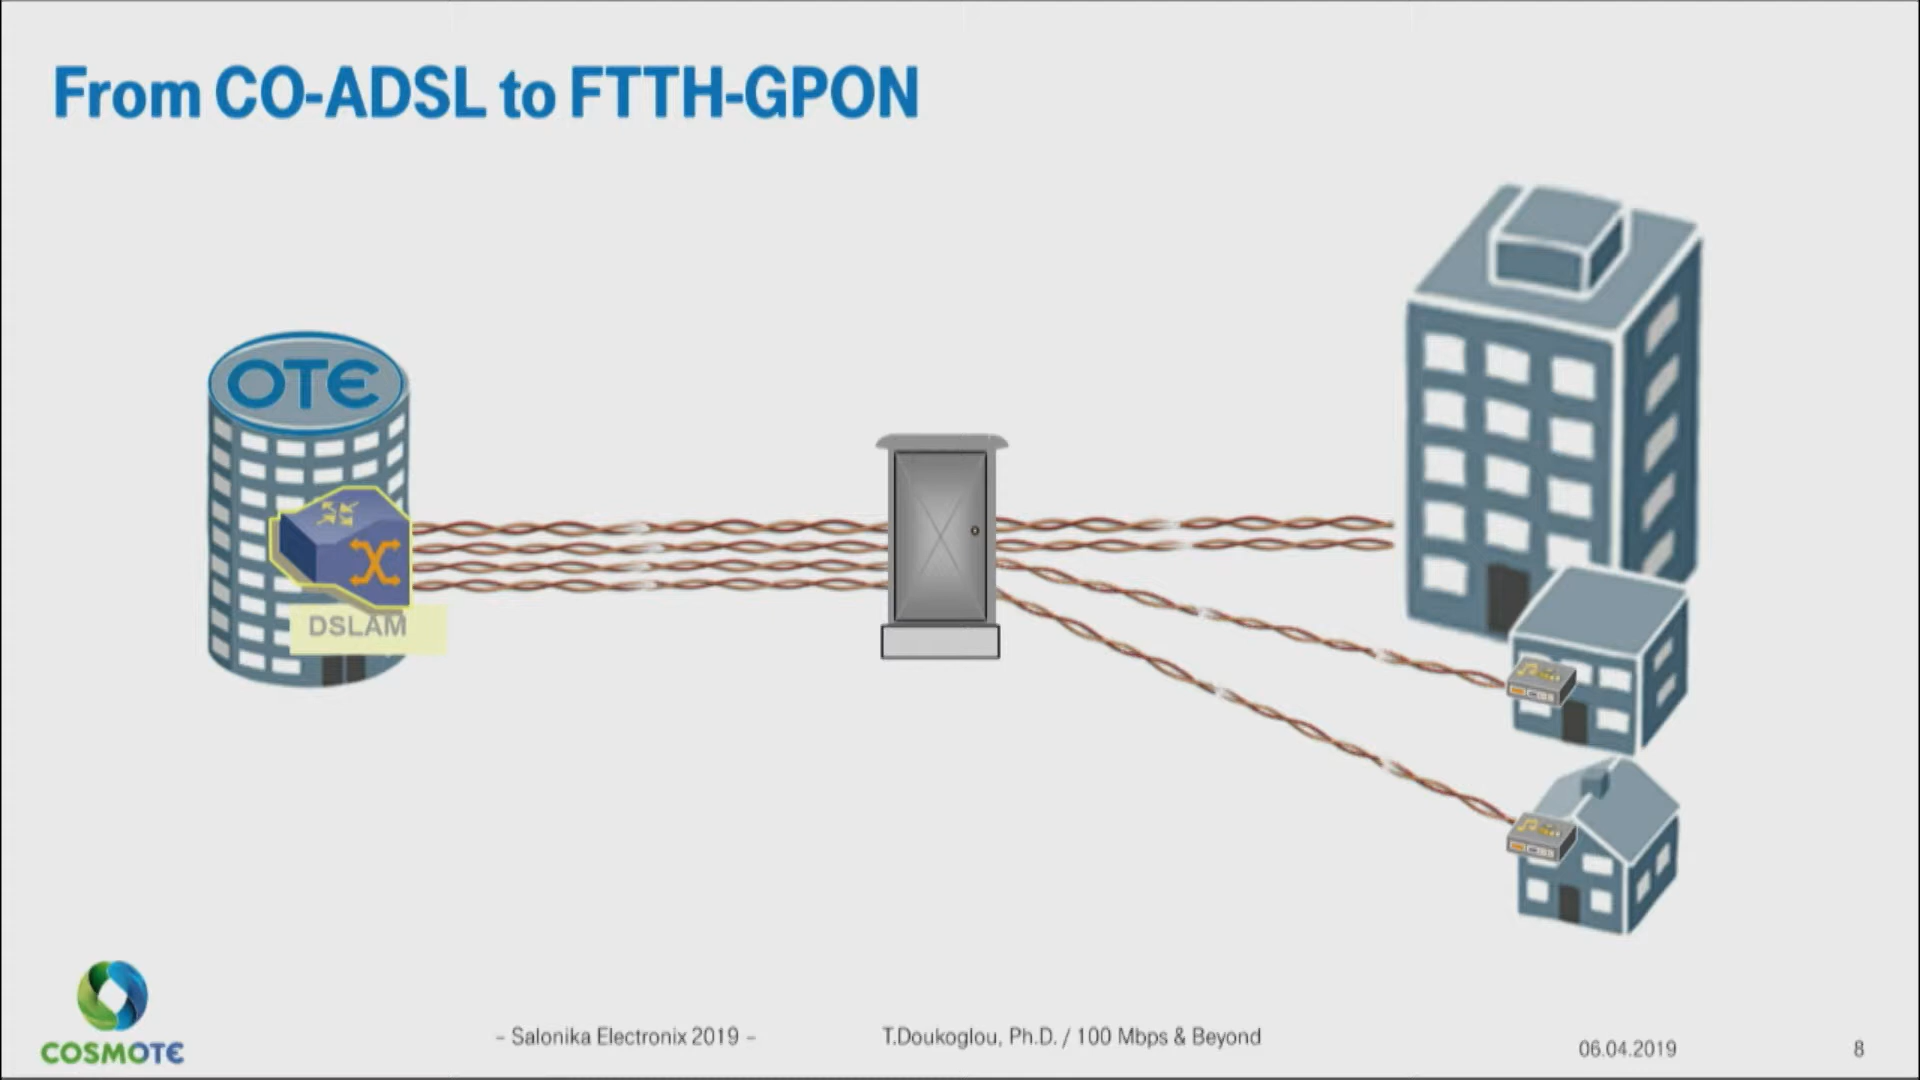 From CO-ADSL to FTTH-GPON
OTE
DSLAM
COSMOTE
– Salonika Electronix 2019 –
T.Doukoglou, Ph.D. / 100 Mbps & Beyond
06.04.2019
8